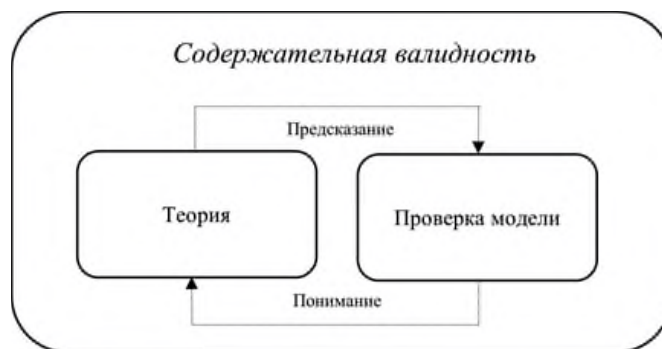 Содержательная валидность
Предсказание
Теория
Проверка модели
Понимание